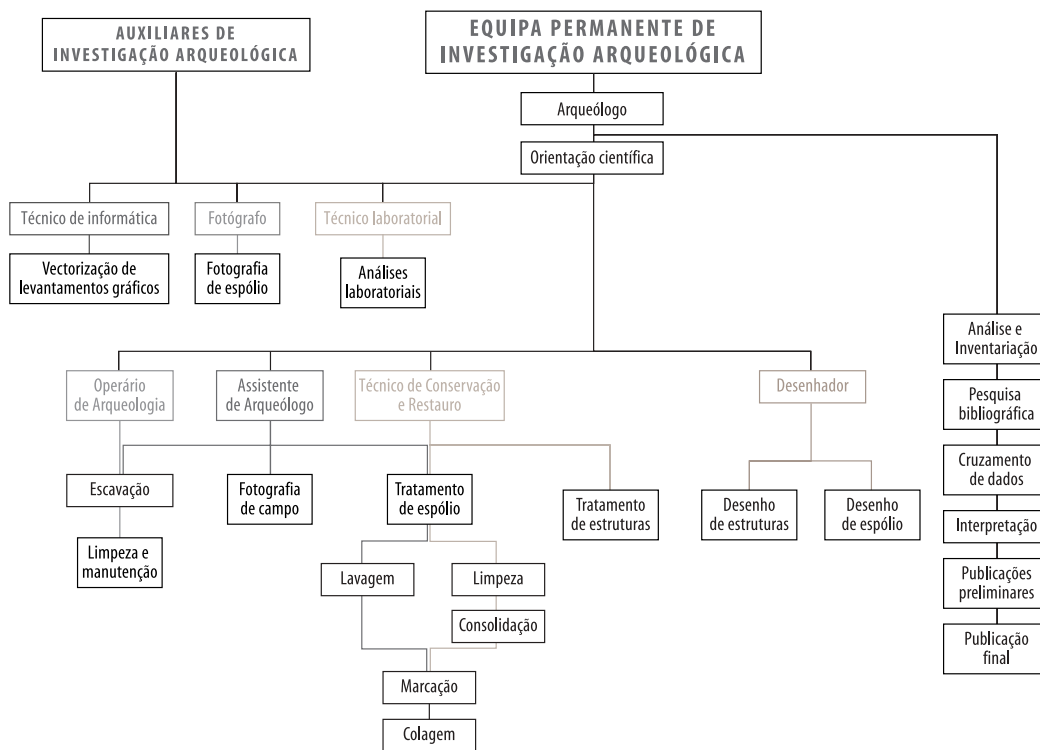 AUXILIARES DE
INVESTIGAÇÃO ARQUEOLÓGICA
EQUIPA PERMANENTE DE
INVESTIGAÇÃO ARQUEOLÓGICA
Arqueólogo
Orientação científica
Técnico de informática
Fotógrafo
Técnico laboratorial
Vectorização de
levantamentos gráficos
Fotografia
de espólio
Análises
laboratoriais
Operário
de Arqueologia
Assistente
de Arqueólogo
Técnico de Conservação
e Restauro
Desenhador
Escavação
Fotografia
de campo
Tratamento
de espólio
Tratamento
de estruturas
Desenho
de estruturas
Desenho
de espólio
Limpeza e
manutenção
Lavagem
Limpeza
Consolidação
Marcação
Colagem
Análise e
Inventariação
Pesquisa
bibliográfica
Cruzamento
de dados
Interpretação
Publicações
preliminares
Publicação
final